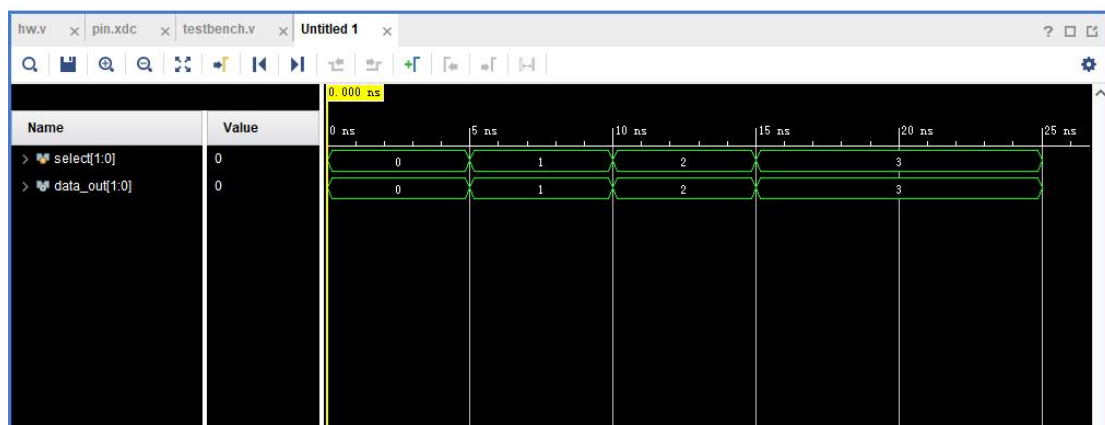 hw.v × pin.xdc × testbench.v × Untitled 1 × ?
0.000 ns
Name Value 0 ns 5 ns 10 ns 15 ns 20 ns 25 ns
> select[1:0] 0 0 1 2 3
> data_out[1:0] 0 0 1 2 3